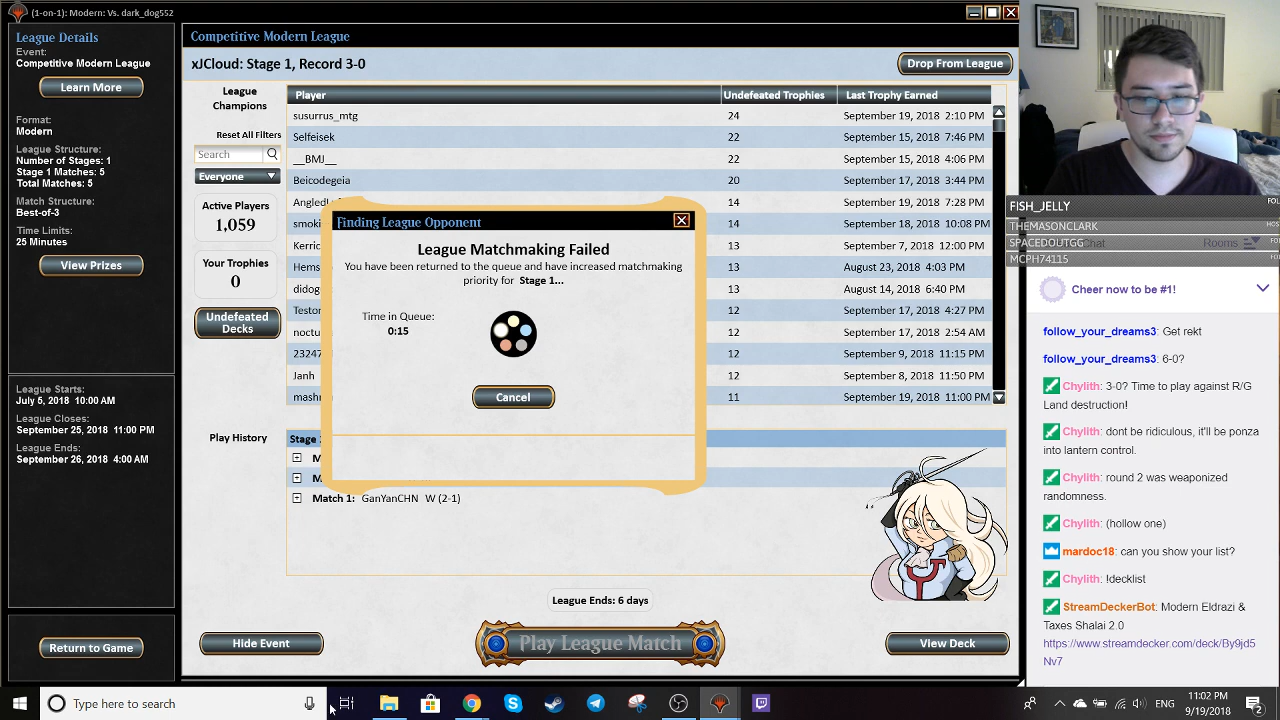 (1-on-1): Modern: Vs. dark_dog552
League Details
Event:
Competitive Modern League
Learn More
Format:
Modern
League Structure:
Number of Stages: 1
Stage 1 Matches: 5
Total Matches: 5
Match Structure:
Best-of-3
Time Limits:
25 Minutes
View Prizes
League Starts:
July 5, 2018 10:00 AM
League Closes:
September 25, 2018 11:00 PM
League Ends:
September 26, 2018 4:00 AM
Return to Game
Competitive Modern League
xJCloud: Stage 1, Record 3-0
Drop From League
League
Champions
Reset All Filters
Search
Everyone
Active Players
1,059
Your Trophies
0
Undefeated
Decks
Player Undefeated Trophies Last Trophy Earned
susurrus_mtg 24 September 19, 2018 2:10 PM
Selfeisek 22 September 15, 2018 7:46 PM
__BMJ__ 22 September 15, 2018 4:06 PM
Beicodegeia 20 September 17, 2018 3:44 PM
14 September 19, 2018 7:28 PM
14 September 18, 2018 10:08 PM
13 September 7, 2018 12:00 PM
13 August 23, 2018 4:03 PM
13 August 14, 2018 6:40 PM
12 September 17, 2018 4:27 PM
12 September 17, 2018 2:54 AM
12 September 9, 2018 11:15 PM
Janh 12 September 8, 2018 11:50 PM
11 September 19, 2018 11:00 PM
Finding League Opponent
League Matchmaking Failed
You have been returned to the queue and have increased matchmaking
priority for Stage 1...
Time in Queue:
0:15
Cancel
Play History
Stage
Match 1: GanYanCHN W (2-1)
League Ends: 6 days
Hide Event
Play League Match
View Deck
FISH_JELLY
THEMASONCLARK
SPACEDOUTGG
Chat
Rooms
MCPH74115
Cheer now to be #1!
follow_your_dreams3: Get rekt
follow_your_dreams3: 6-0?
Chylith: 3-0? Time to play against R/G
Land destruction!
Chylith: dont be ridiculous, it'll be ponza
into lantern control.
Chylith: round 2 was weaponized
randomness.
Chylith: (hollow one)
mardoc18: can you show your list?
Chylith: !decklist
StreamDeckerBot: Modern Eldrazi &
Taxes Shalai 2.0
https://www.streamdecker.com/deck/By9jd5
Nv7
Type here to search
11:02 PM
9/19/2018
2